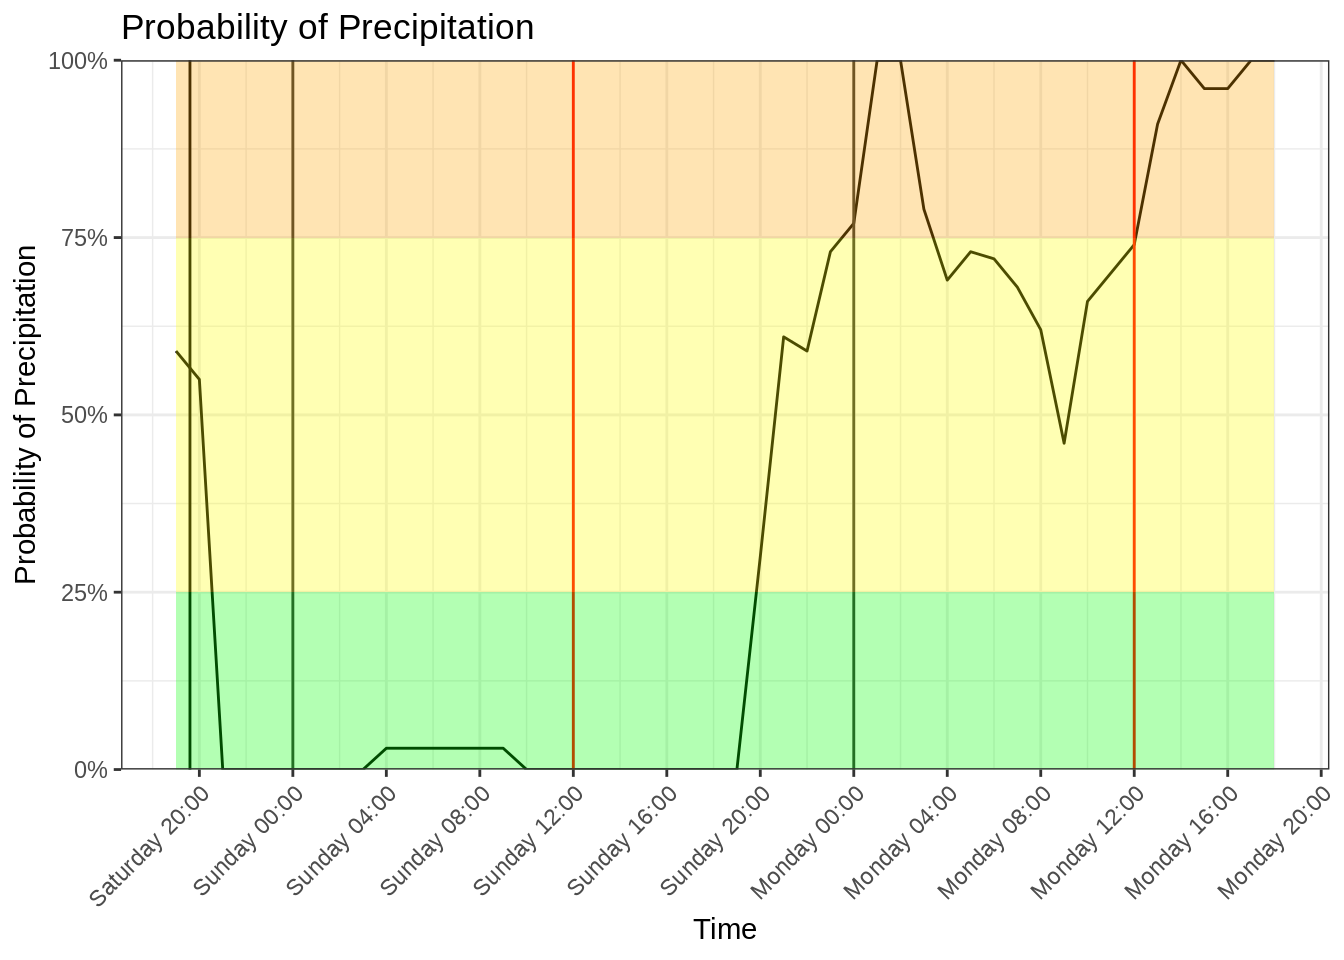 Probability of Precipitation
100%
75%
50%
25%
0%
Probability of Precipitation
Saturday 20:00
Sunday 00:00
Sunday 04:00
Sunday 08:00
Sunday 12:00
Sunday 16:00
Sunday 20:00
Monday 00:00
Monday 04:00
Monday 08:00
Monday 12:00
Monday 16:00
Monday 20:00
Time